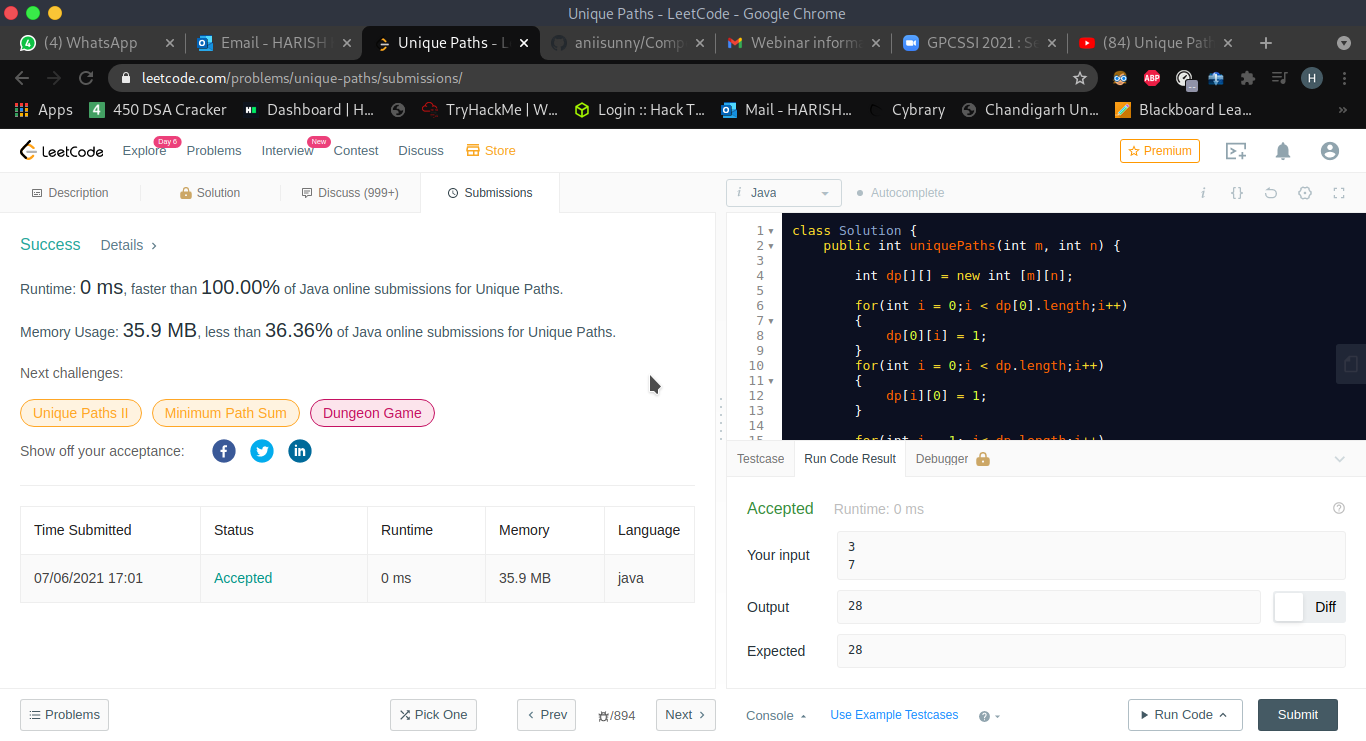 Unique Paths - LeetCode - Google Chrome
(4) WhatsApp
Email - HARISH
Unique Paths - L
aniisunny/Comp
Webinar informa
GPCSSI 2021 : Se
(84) Unique Path
leetcode.com/problems/unique-paths/submissions/
ABP
H
Apps
4 450 DSA Cracker
Dashboard | H...
TryHackMe | W...
Login :: Hack T...
Mail - HARISH...
Cybrary
Chandigarh Un...
Blackboard Lea...
»
LeetCode
Explore
Day 6
Problems
Interview
New
Contest
Discuss
Store
Premium
Description
Solution
Discuss (999+)
Submissions
i Java
Autocomplete
i {}
Success
Details
Runtime: 0 ms, faster than 100.00% of Java online submissions for Unique Paths.
Memory Usage: 35.9 MB, less than 36.36% of Java online submissions for Unique Paths.
Next challenges:
Unique Paths II
Minimum Path Sum
Dungeon Game
Show off your acceptance:
Time Submitted Status Runtime Memory Language
07/06/2021 17:01 Accepted 0 ms 35.9 MB java
1 class Solution {
2 public int uniquePaths(int m, int n) {
3
4 int dp[][] = new int [m][n];
5
6 for(int i = 0;i < dp[0].length;i++)
7 {
8 dp[0][i] = 1;
9 }
10 for(int i = 0;i < dp.length;i++)
11 {
12 dp[i][0] = 1;
13 }
14
15 for(int i = 1; i< dp.length;i++)
Testcase
Run Code Result
Debugger
Accepted
Runtime: 0 ms
Your input
3
7
Output
28
Diff
Expected
28
Problems
Pick One
Prev
/894
Next
Console
Use Example Testcases
Run Code
Submit